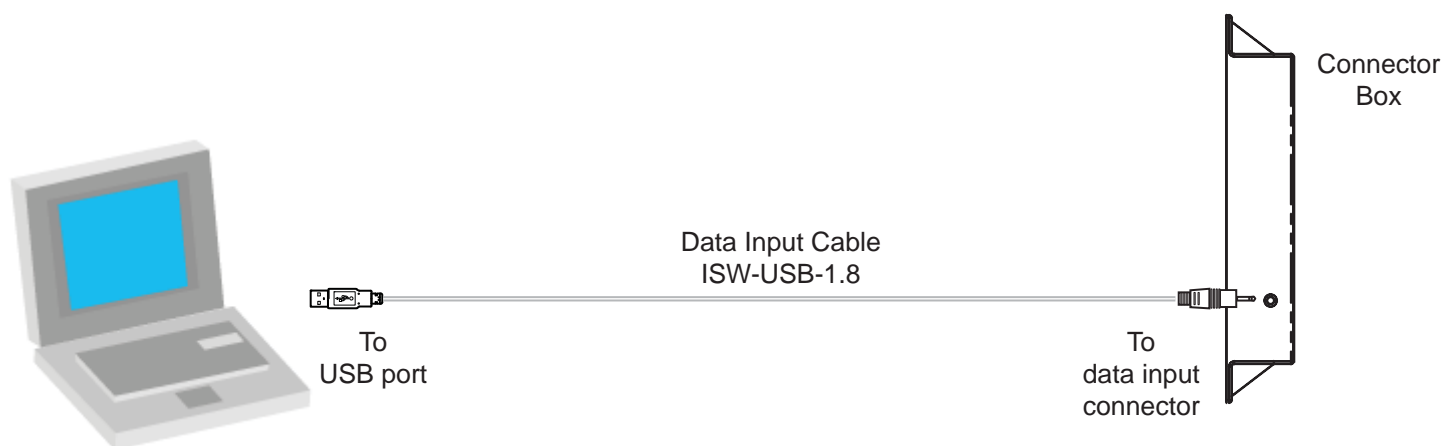 Connector
Box
Data Input Cable
ISW-USB-1.8
To
USB port
To
data input
connector